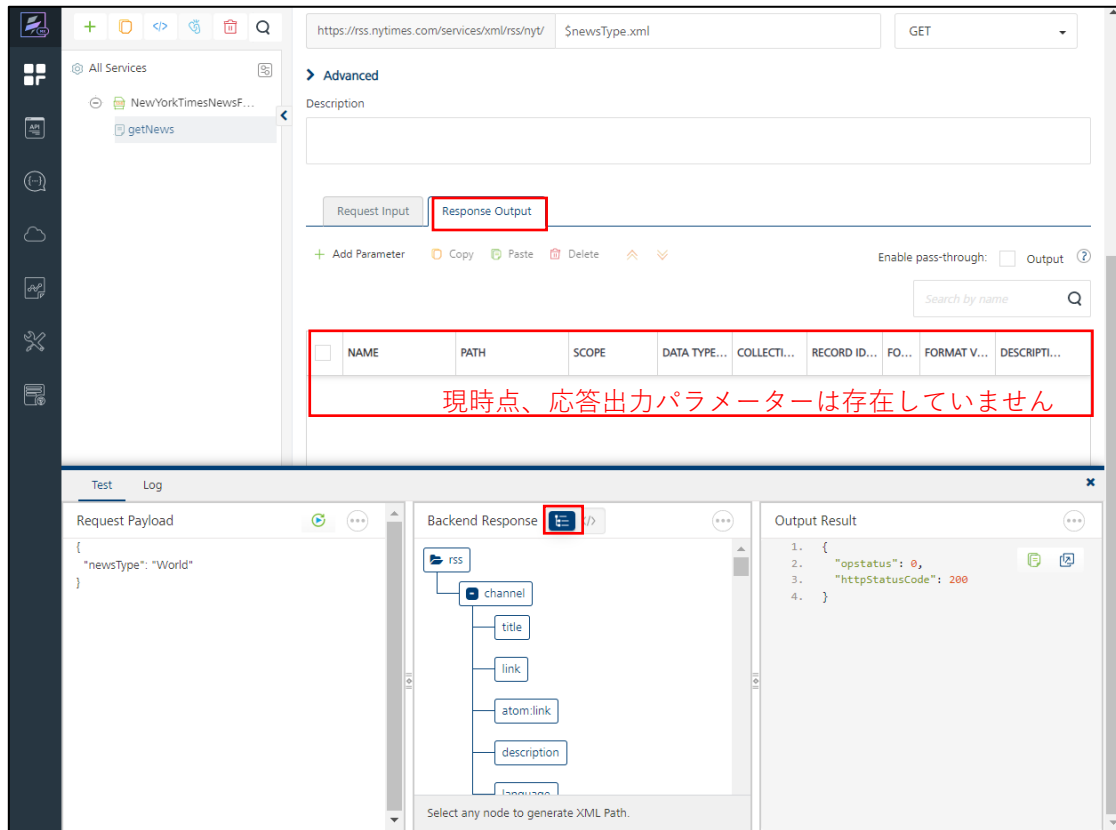 https://rss.nytimes.com/services/xml/rss/nyt/ $newsType.xml GET
All Services
NewYorkTimesNewsF...
getNews
Advanced
Description
Request Input Response Output
Add Parameter Copy Paste Delete
Enable pass-through: Output ?
Search by name
NAME PATH SCOPE DATA TYPE... COLLECTI... RECORD ID... FO... FORMAT V... DESCRIPTI...
現時点、応答出力パラメーターは存在していません
Test Log
Request Payload
{
"newsType": "World"
}
Backend Response </>
rss
channel
title
link
atom:link
description
language
Select any node to generate XML Path.
Output Result
1. {
2. "opstatus": 0,
3. "httpStatusCode": 200
4. }
API